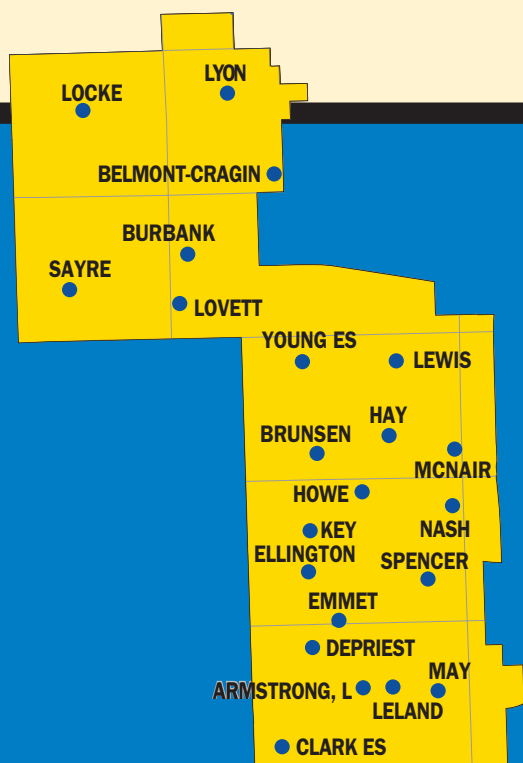 LYON
LOCKE
BELMONT-CRAGIN
BURBANK
SAYRE
LOVETT
YOUNG ES
LEWIS
HAY
BRUNSEN
MCNAIR
HOWE
NASH
KEY
ELLINGTON
SPENCER
EMMET
DEPRIEST
MAY
ARMSTRONG, L
LELAND
CLARK ES